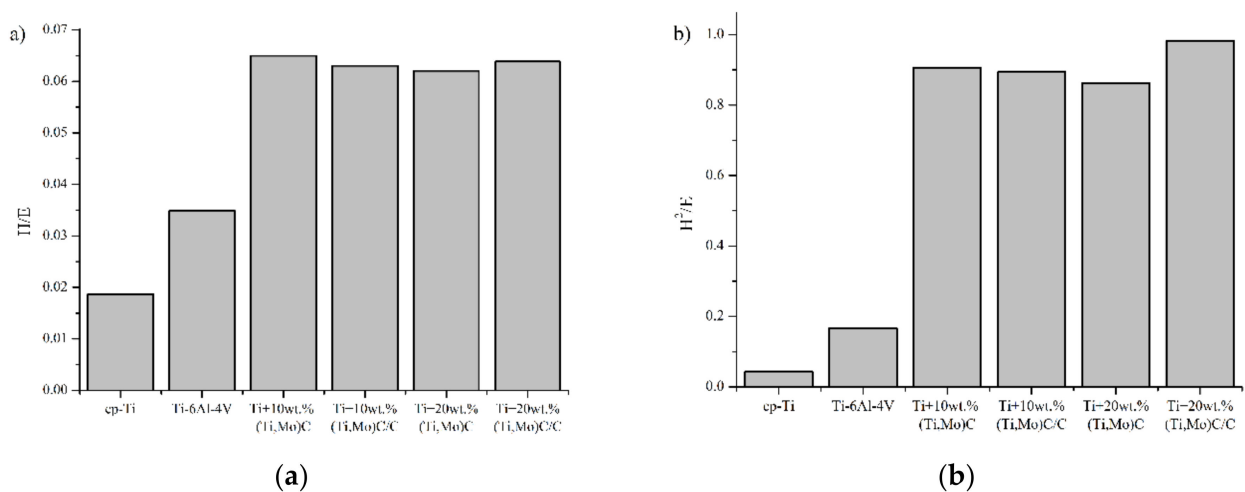 a)
0.07
0.06
0.05
0.04
0.03
0.02
0.01
0.00
H/E
cp-Ti Ti-6Al-4V Ti+10wt.% Ti−10wt.% Ti−20wt.% Ti−20wt.%
(Ti,Mo)C (Ti,Mo)C/C (Ti,Mo)C (Ti,Mo)C/C
(a)
b)
1.0
0.8
0.6
0.4
0.2
0.0
H²/E
cp-Ti Ti-6Al-4V Ti+10wt.% Ti+10wt.% Ti−20wt.% Ti−20wt.%
(Ti,Mo)C (Ti,Mo)C/C (Ti,Mo)C (Ti,Mo)C/C
(b)